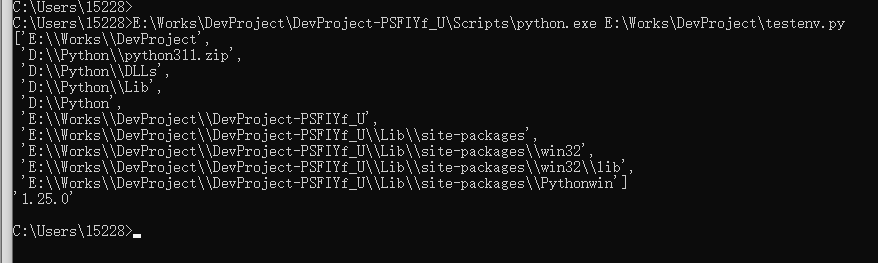 C:\Users\15228>
C:\Users\15228>E:\Works\DevProject\DevProject-PSFIYf_U\Scripts\python.exe E:\Works\DevProject\testenv.py
['E:\\Works\\DevProject',
 'D:\\Python\\python311.zip',
 'D:\\Python\\DLLs',
 'D:\\Python\\Lib',
 'D:\\Python',
 'E:\\Works\\DevProject\\DevProject-PSFIYf_U',
 'E:\\Works\\DevProject\\DevProject-PSFIYf_U\\Lib\\site-packages',
 'E:\\Works\\DevProject\\DevProject-PSFIYf_U\\Lib\\site-packages\\win32',
 'E:\\Works\\DevProject\\DevProject-PSFIYf_U\\Lib\\site-packages\\win32\\lib',
 'E:\\Works\\DevProject\\DevProject-PSFIYf_U\\Lib\\site-packages\\Pythonwin']
'1.25.0'
C:\Users\15228>